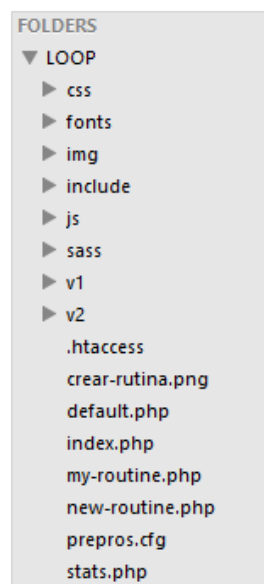 FOLDERS
LOOP
css
fonts
img
include
js
sass
v1
v2
.htaccess
crear-rutina.png
default.php
index.php
my-routine.php
new-routine.php
prepros.cfg
stats.php